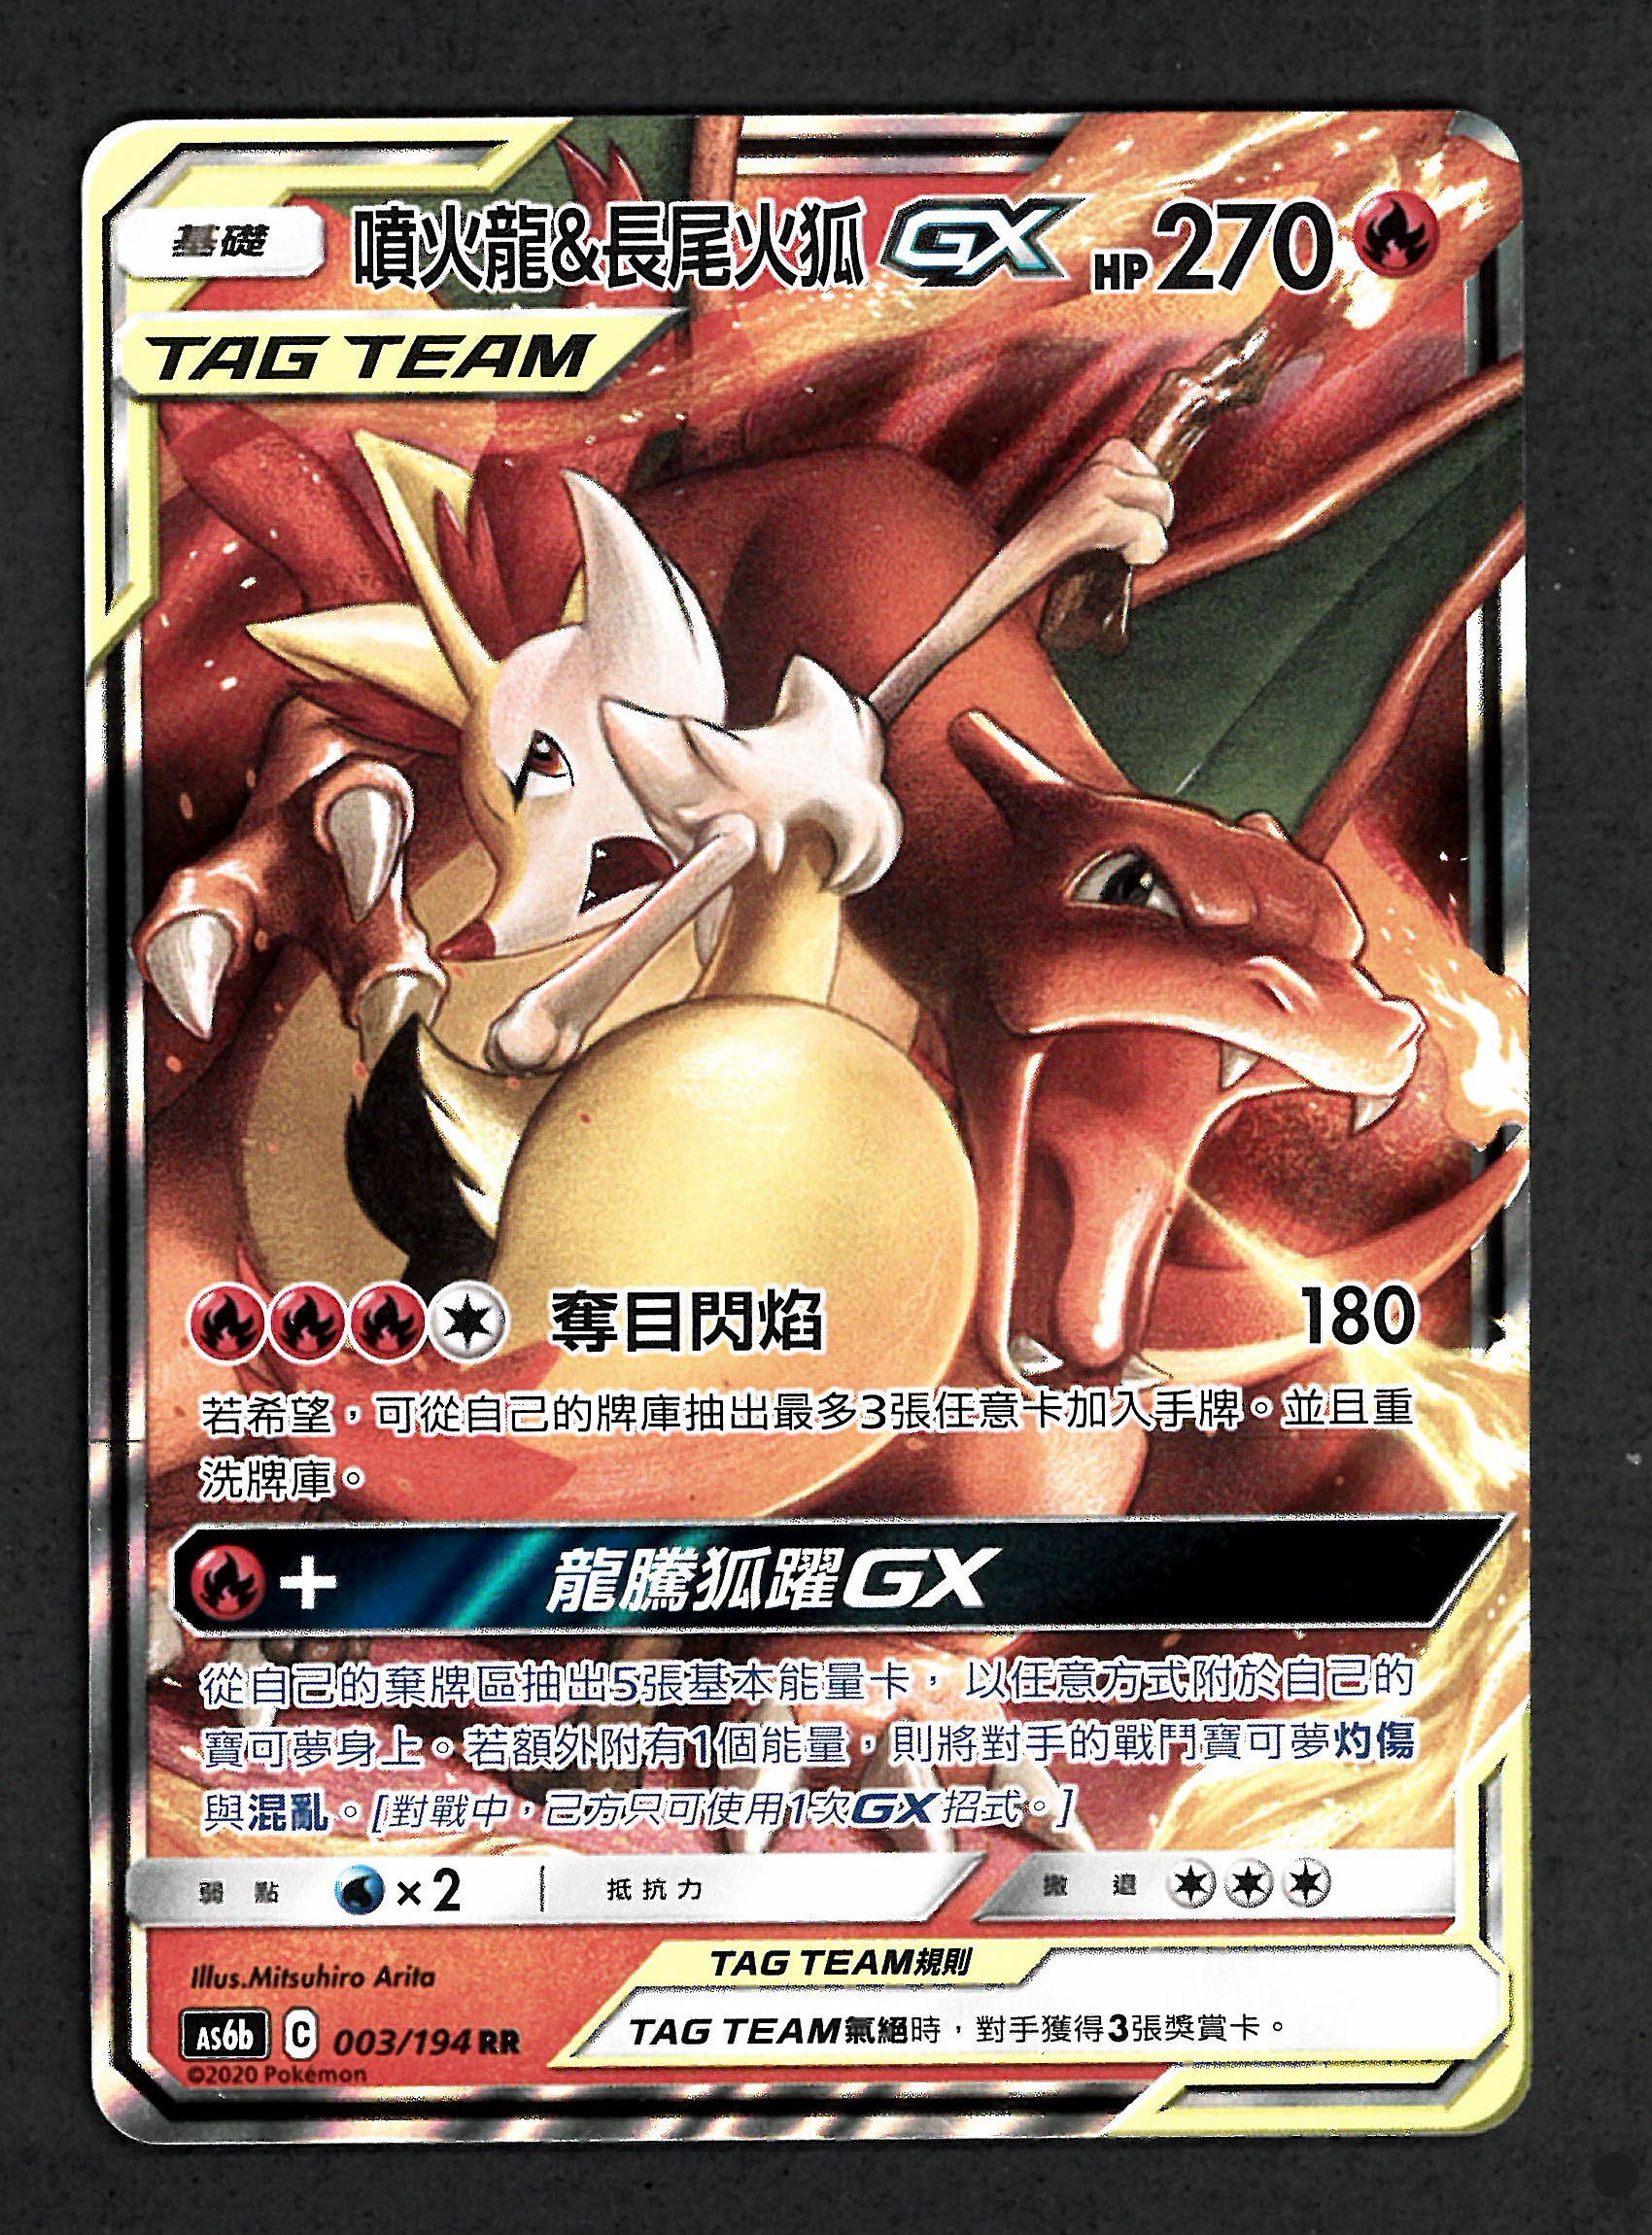 基礎 噴火龍&長尾火狐GX HP270
TAG TEAM
奪目閃焰 180
若希望，可從自己的牌庫抽出最多3張任意卡加入手牌。並且重
洗牌庫。
+ 龍騰狐躍GX
從自己的棄牌區抽出5張基本能量卡，以任意方式附於自己的
寶可夢身上。若額外附有1個能量，則將對手的戰鬥寶可夢灼傷
與混亂。[對戰中，己方只可使用1次GX招式。]
弱點 ×2 抵抗力 撤退
Illus.Mitsuhiro Arita
TAG TEAM規則
TAG TEAM氣絕時，對手獲得3張獎賞卡。
AS6b C 003/194 RR
©2020 Pokémon